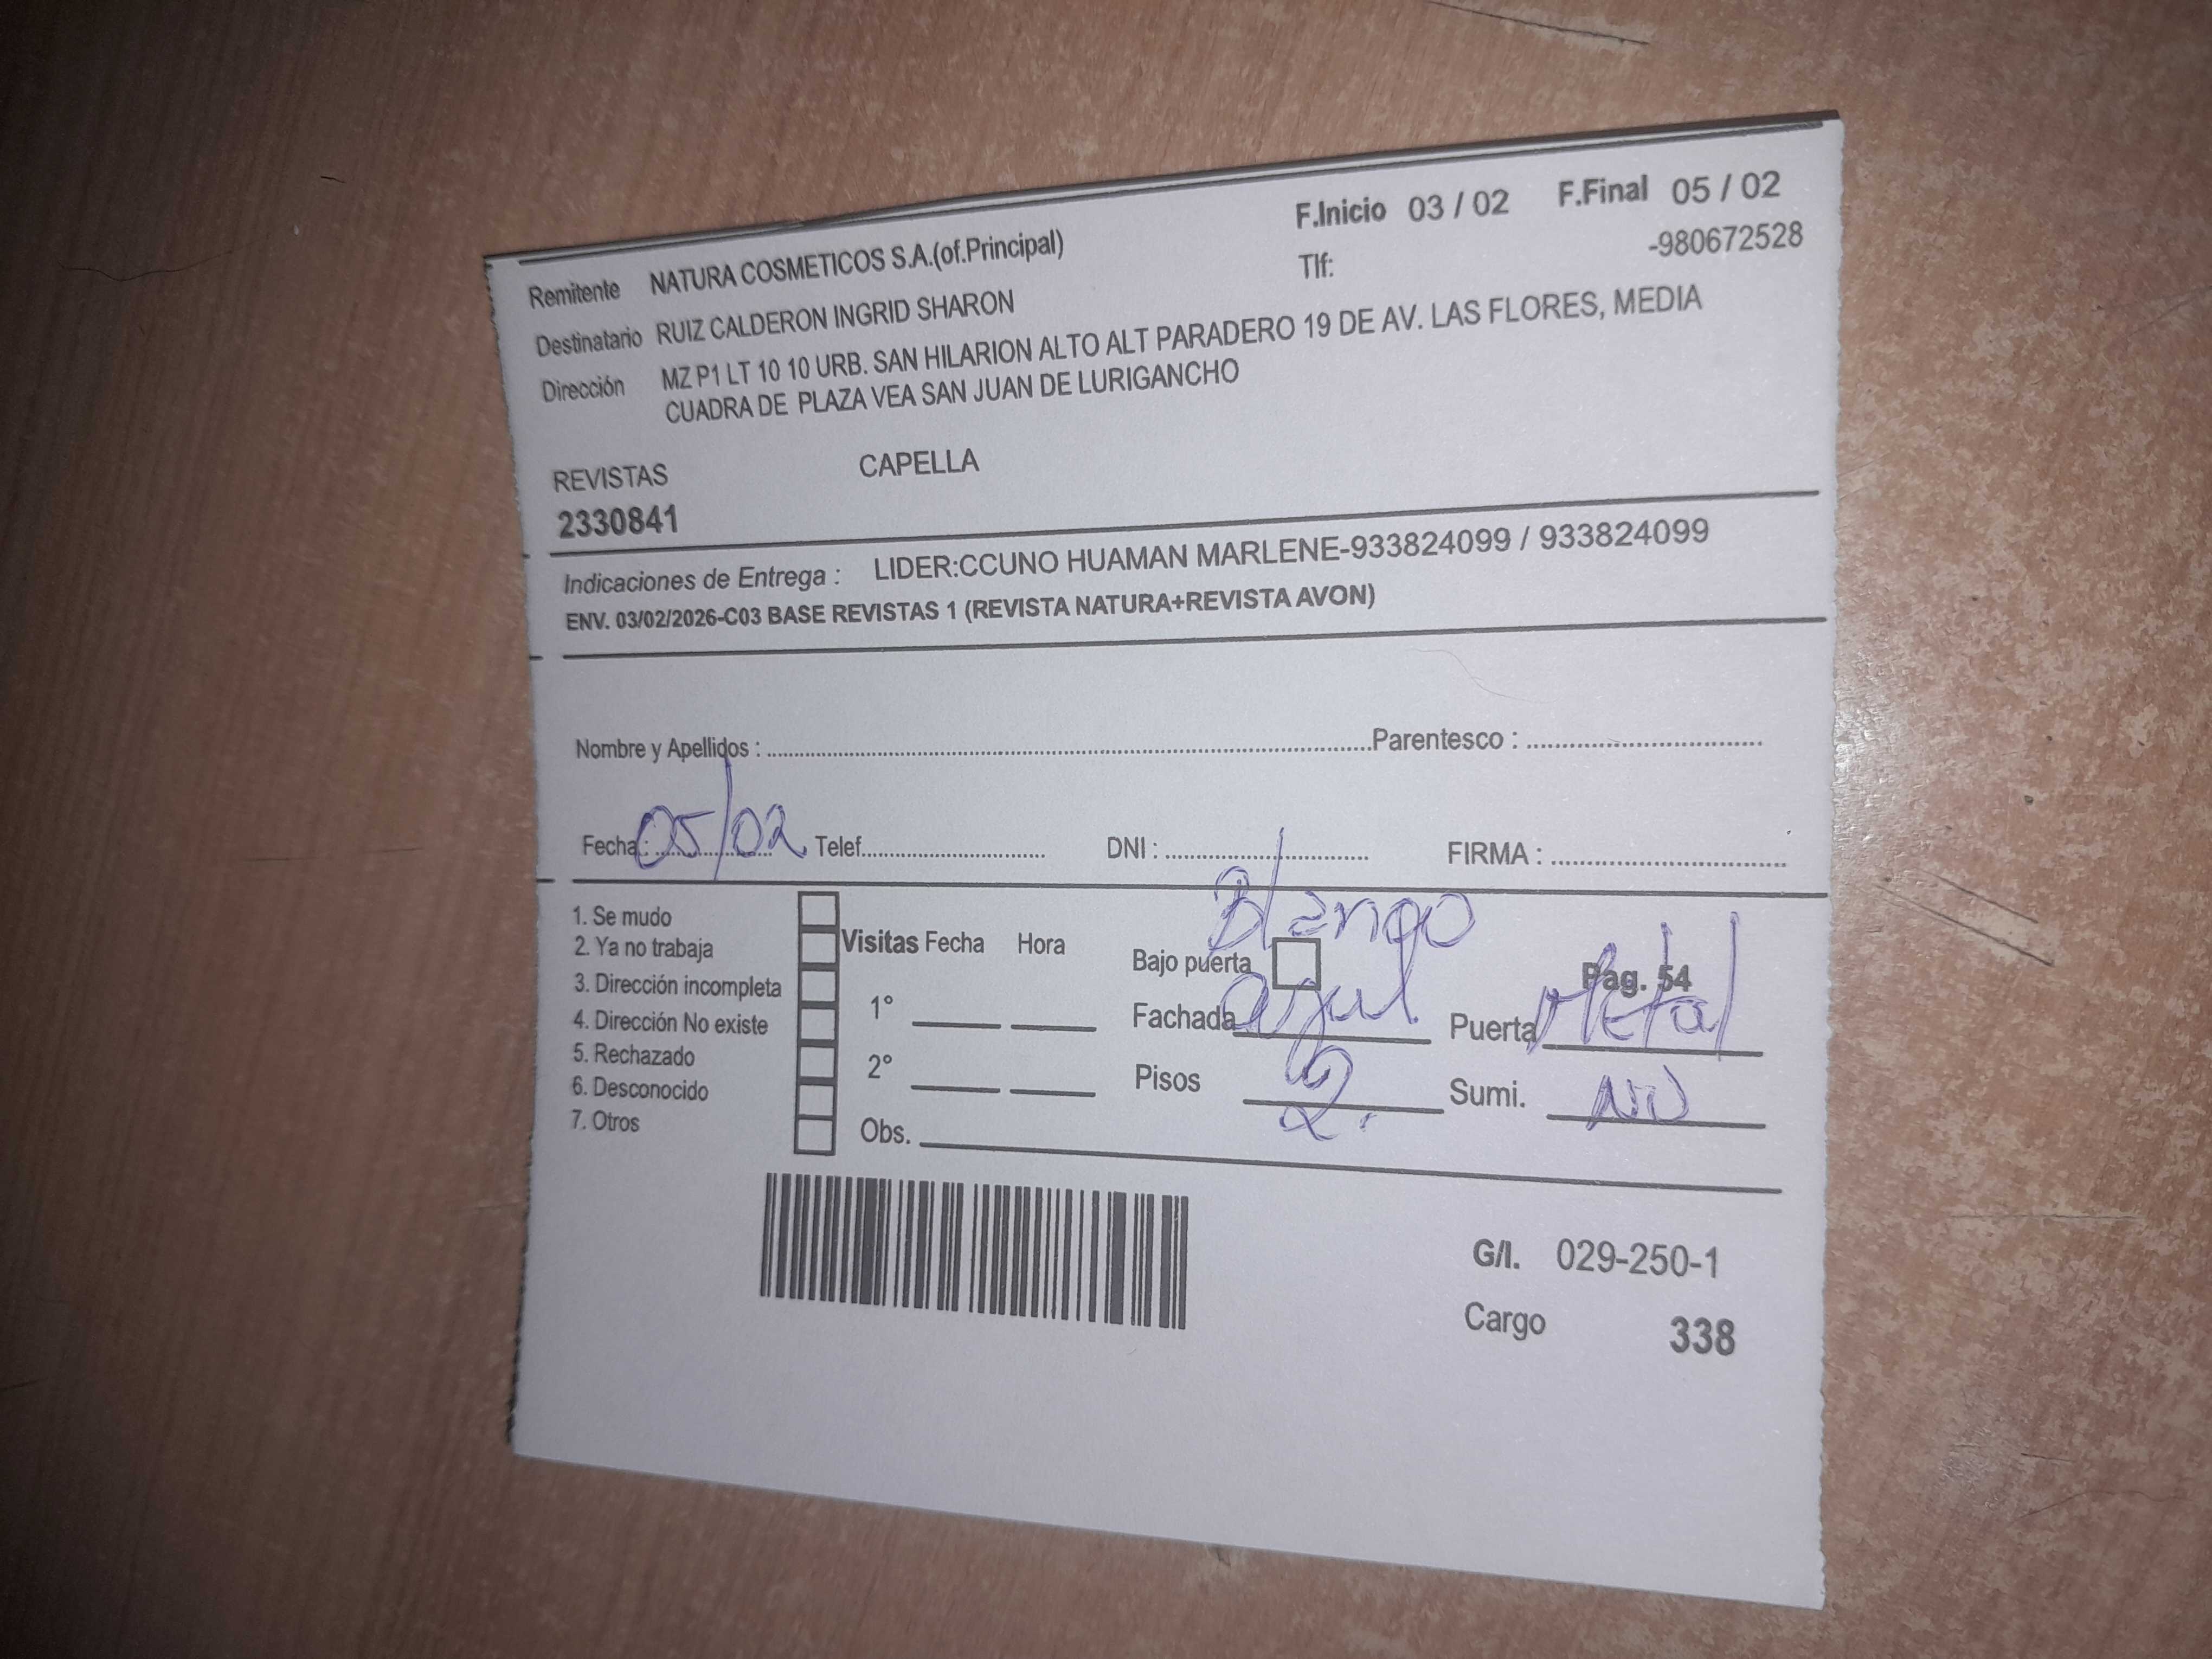 F.Inicio 03 / 02 F.Final 05 / 02
Remitente NATURA COSMETICOS S.A.(of.Principal) Tlf: -980672528
Destinatario RUIZ CALDERON INGRID SHARON
Dirección MZ P1 LT 10 10 URB. SAN HILARION ALTO ALT PARADERO 19 DE AV. LAS FLORES, MEDIA
CUADRA DE PLAZA VEA SAN JUAN DE LURIGANCHO
REVISTAS CAPELLA
2330841
Indicaciones de Entrega : LIDER:CCUNO HUAMAN MARLENE-933824099 / 933824099
ENV. 03/02/2026-C03 BASE REVISTAS 1 (REVISTA NATURA+REVISTA AVON)
Nombre y Apellidos : Parentesco :
Fecha : 05/02 Telef. DNI : FIRMA :
1. Se mudo
2. Ya no trabaja
3. Dirección incompleta
4. Dirección No existe
5. Rechazado
6. Desconocido
7. Otros
Visitas Fecha Hora
1°
2°
Obs.
Blanco
Bajo puerta Pag. 54
Fachada azul Puerta Metal
Pisos 2. Sumi. NO
G/I. 029-250-1
Cargo 338